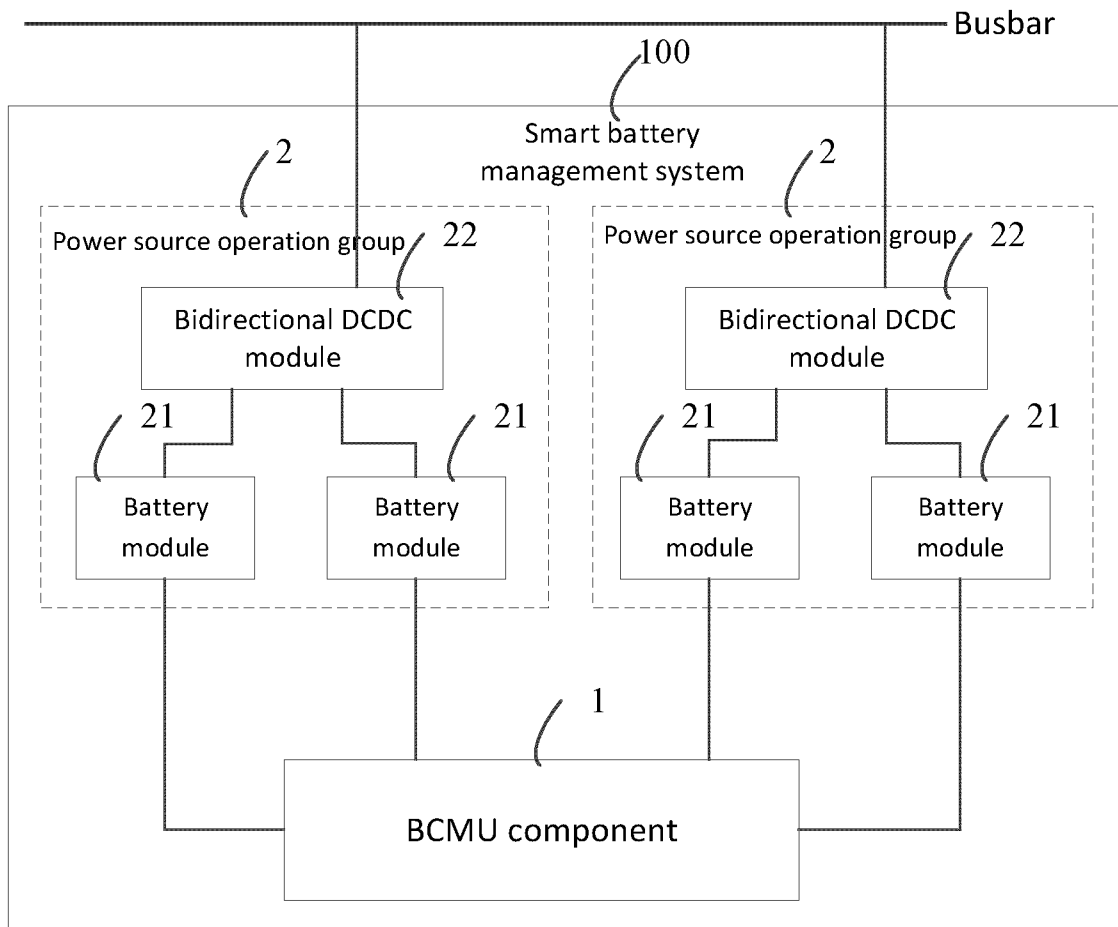 Busbar
100
Smart battery
management system
2
2
Power source operation group
22
Power source operation group
22
Bidirectional DCDC
module
Bidirectional DCDC
module
21
21
21
21
Battery
module
Battery
module
Battery
module
Battery
module
1
BCMU component